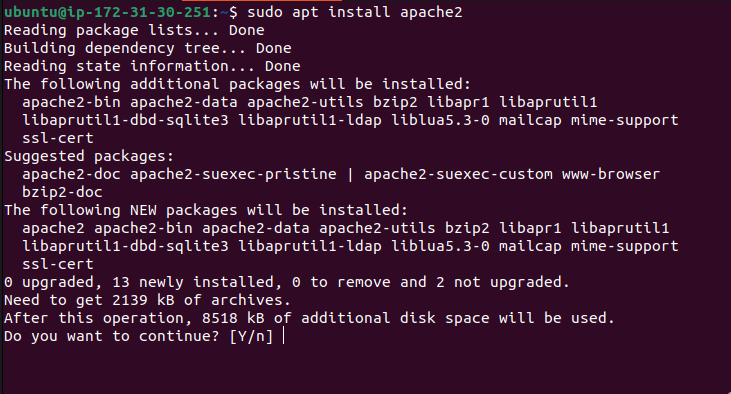 ubuntu@ip-172-31-30-251:~$ sudo apt install apache2
Reading package lists... Done
Building dependency tree... Done
Reading state information... Done
The following additional packages will be installed:
  apache2-bin apache2-data apache2-utils bzip2 libapr1 libaprutil1
  libaprutil1-dbd-sqlite3 libaprutil1-ldap liblua5.3-0 mailcap mime-support
  ssl-cert
Suggested packages:
  apache2-doc apache2-suexec-pristine | apache2-suexec-custom www-browser
  bzip2-doc
The following NEW packages will be installed:
  apache2 apache2-bin apache2-data apache2-utils bzip2 libapr1 libaprutil1
  libaprutil1-dbd-sqlite3 libaprutil1-ldap liblua5.3-0 mailcap mime-support
  ssl-cert
0 upgraded, 13 newly installed, 0 to remove and 2 not upgraded.
Need to get 2139 kB of archives.
After this operation, 8518 kB of additional disk space will be used.
Do you want to continue? [Y/n]